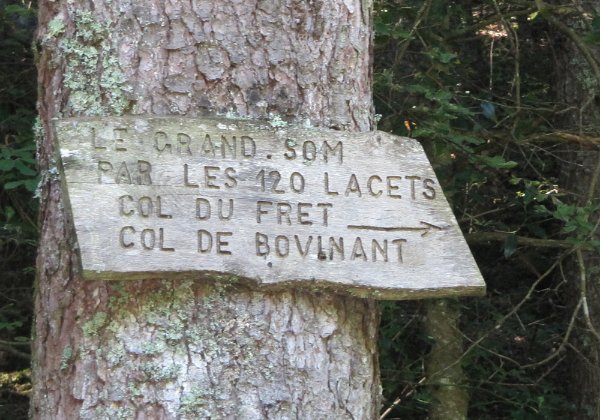 LE GRAND.SOM
PAR LES 120 LACETS
COL DU FRET →
COL DE BOVINANT